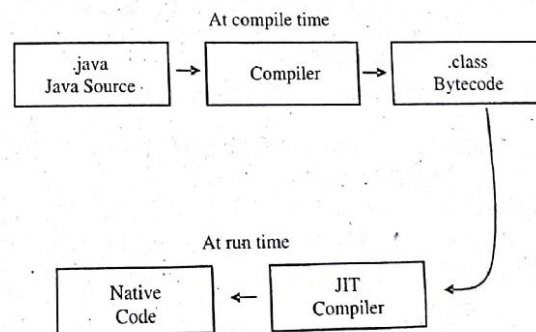 At compile time
.java
Java Source
Compiler
.class
Bytecode
At run time
Native
Code
JIT
Compiler